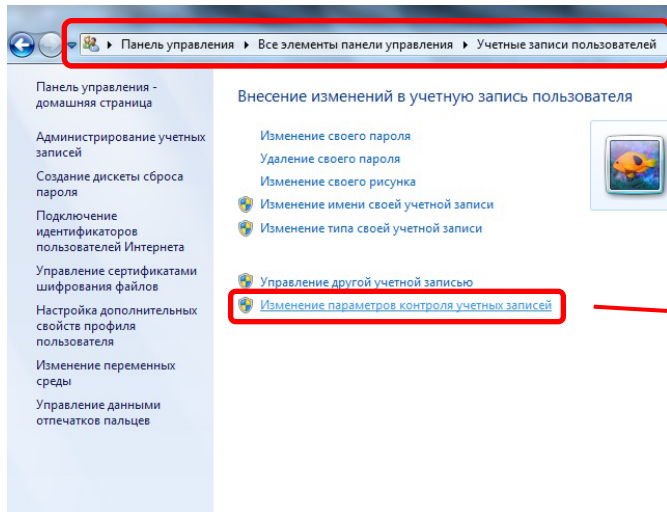 Панель управления ▸ Все элементы панели управления ▸ Учетные записи пользователей
Панель управления -
домашняя страница
Администрирование учетных
записей
Создание дискеты сброса
пароля
Подключение
идентификаторов
пользователей Интернета
Управление сертификатами
шифрования файлов
Настройка дополнительных
свойств профиля
пользователя
Изменение переменных
среды
Управление данными
отпечатков пальцев
Внесение изменений в учетную запись пользователя
Изменение своего пароля
Удаление своего пароля
Изменение своего рисунка
Изменение имени своей учетной записи
Изменение типа своей учетной записи
Управление другой учетной записью
Изменение параметров контроля учетных записей